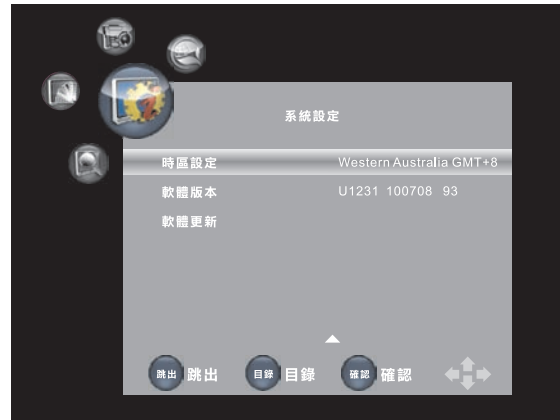 系統設定
時區設定 Western Australia GMT+8
軟體版本 U1231 100708 93
軟體更新
跳出 跳出 目錄 目錄 確認 確認